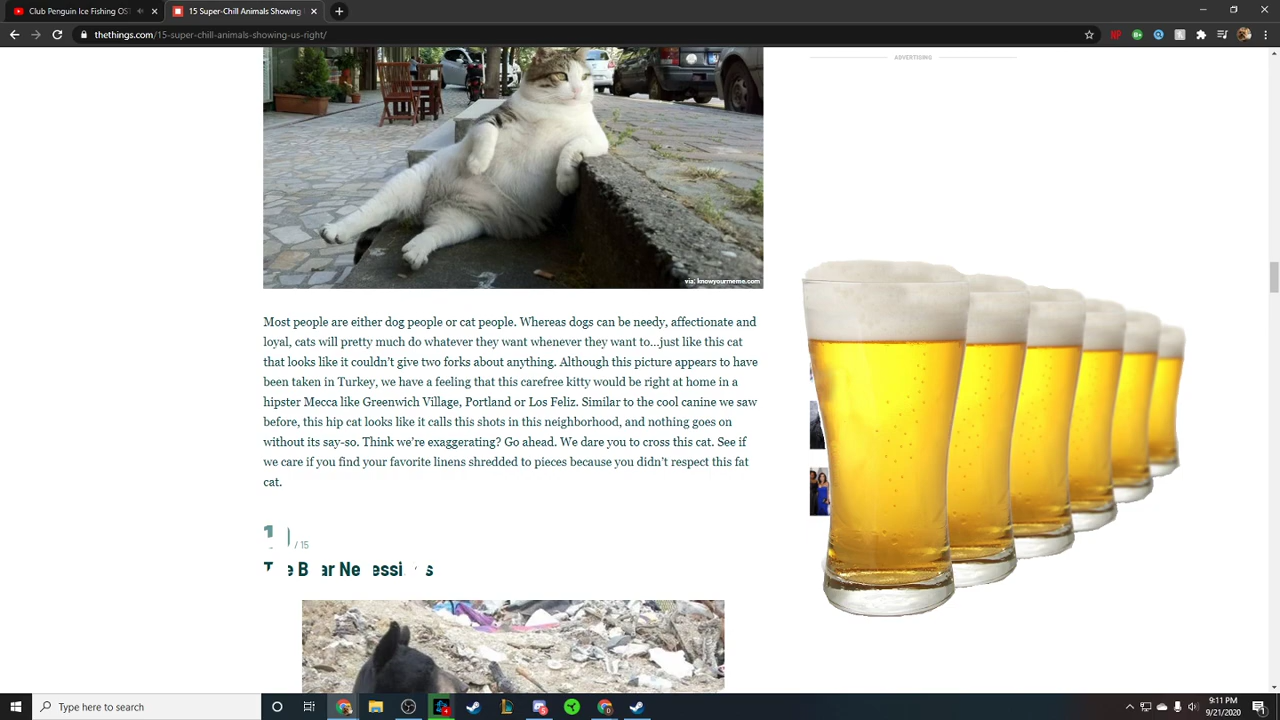 Club Penguin Ice Fishing OS
15 Super-Chill Animals Showing
thethings.com/15-super-chill-animals-showing-us-right/
ADVERTISING
via: knowyourmeme.com
Most people are either dog people or cat people. Whereas dogs can be needy, affectionate and
loyal, cats will pretty much do whatever they want whenever they want to...just like this cat
that looks like it couldn't give two forks about anything. Although this picture appears to have
been taken in Turkey, we have a feeling that this carefree kitty would be right at home in a
hipster Mecca like Greenwich Village, Portland or Los Feliz. Similar to the cool canine we saw
before, this hip cat looks like it calls this shots in this neighborhood, and nothing goes on
without its say-so. Think we're exaggerating? Go ahead. We dare you to cross this cat. See if
we care if you find your favorite linens shredded to pieces because you didn't respect this fat
cat.
/ 15
Type here to search
9:11 PM
9/21/2020